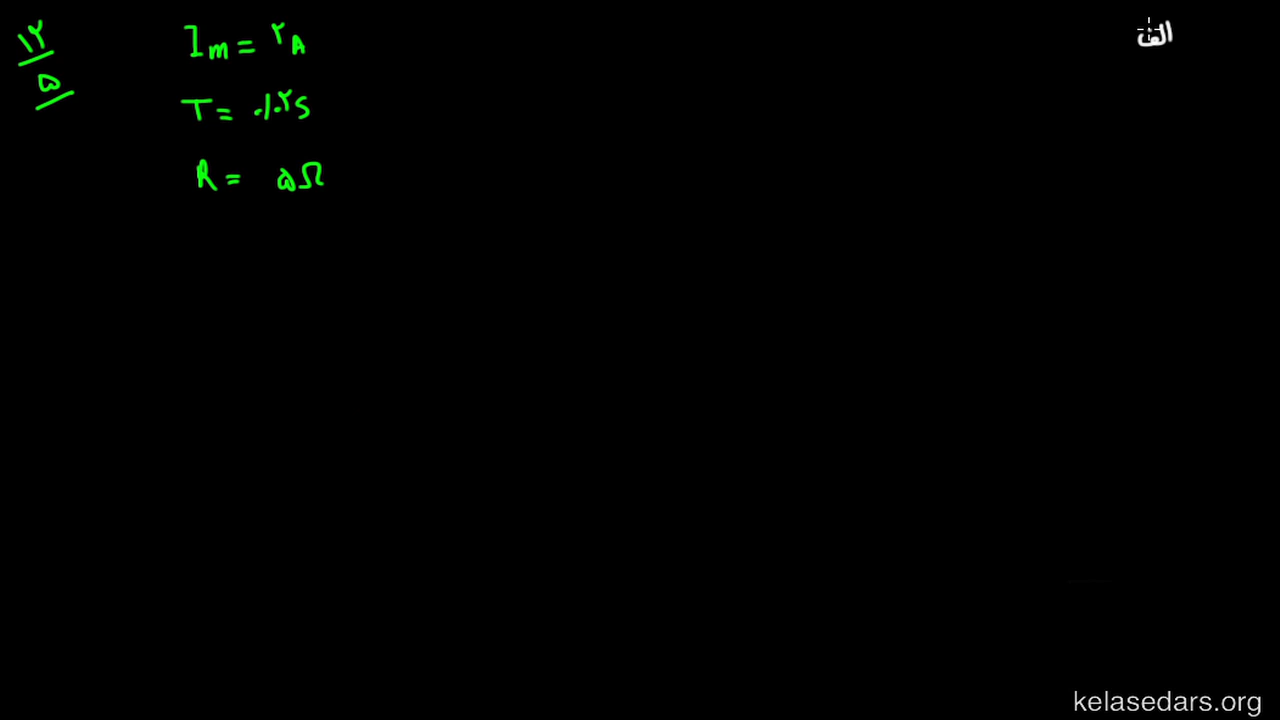 الف
۱۲
۵
Im = ۲A
T = ۰/۰۲s
R = ۵Ω
kelasedars.org